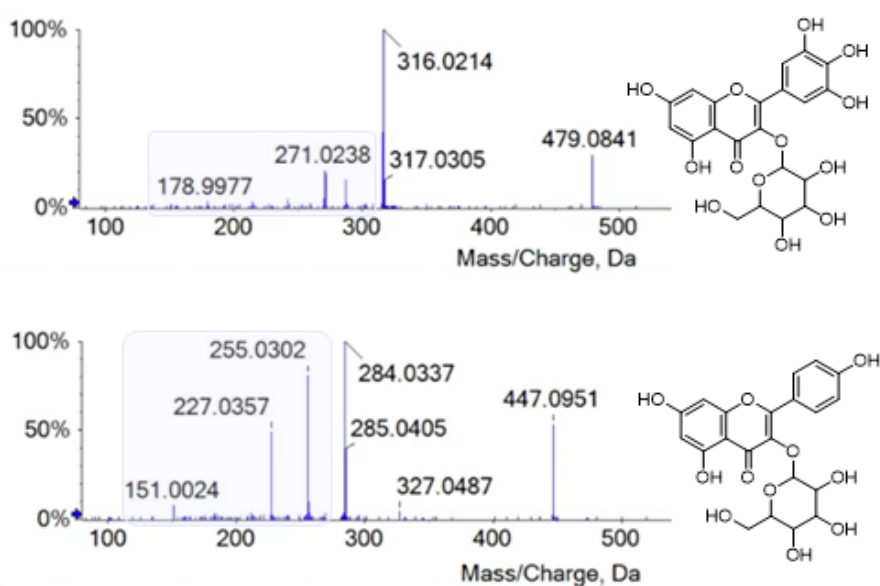 100%
50%
0%
178.9977
271.0238
316.0214
317.0305
479.0841
100 200 300 400 500
Mass/Charge, Da
HO
OH
O
OH
OH
OH
O
O
O
OH
HO
OH
OH
100%
50%
0%
151.0024
227.0357
255.0302
284.0337
285.0405
327.0487
447.0951
100 200 300 400 500
Mass/Charge, Da
HO
O
OH
OH
O
O
O
OH
HO
OH
OH